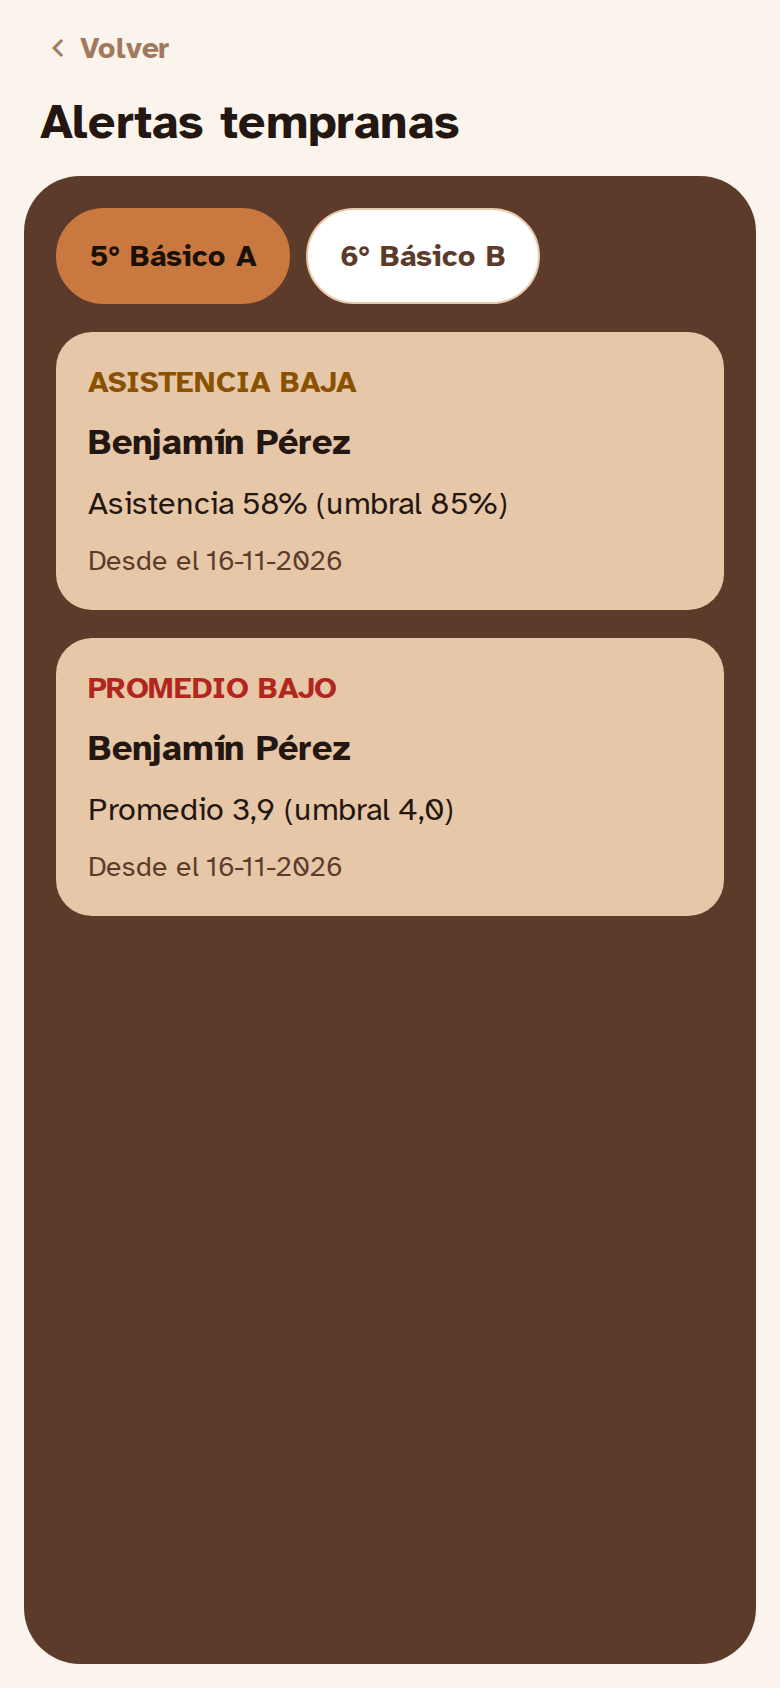 Volver
Alertas tempranas
5° Básico A
6° Básico B
ASISTENCIA BAJA
Benjamín Pérez
Asistencia 58% (umbral 85%)
Desde el 16-11-2026
PROMEDIO BAJO
Benjamín Pérez
Promedio 3,9 (umbral 4,0)
Desde el 16-11-2026